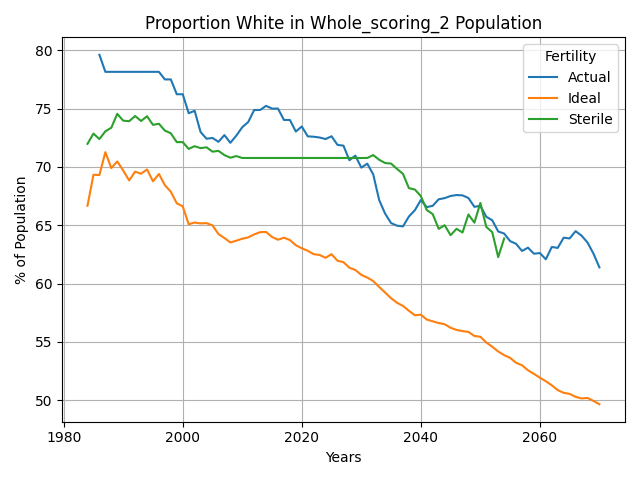 Proportion White in Whole_scoring_2 Population
Fertility
Actual
Ideal
Sterile
% of Population
80
75
70
65
60
55
50
1980
2000
2020
2040
2060
Years